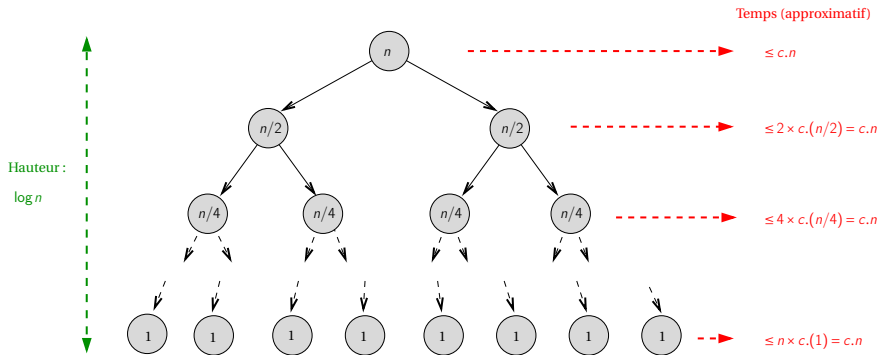 Temps (approximatif)
n
≤ c.n
n/2 n/2
≤ 2 × c.(n/2) = c.n
Hauteur :
log n
n/4 n/4 n/4 n/4
≤ 4 × c.(n/4) = c.n
1 1 1 1 1 1 1 1
≤ n × c.(1) = c.n